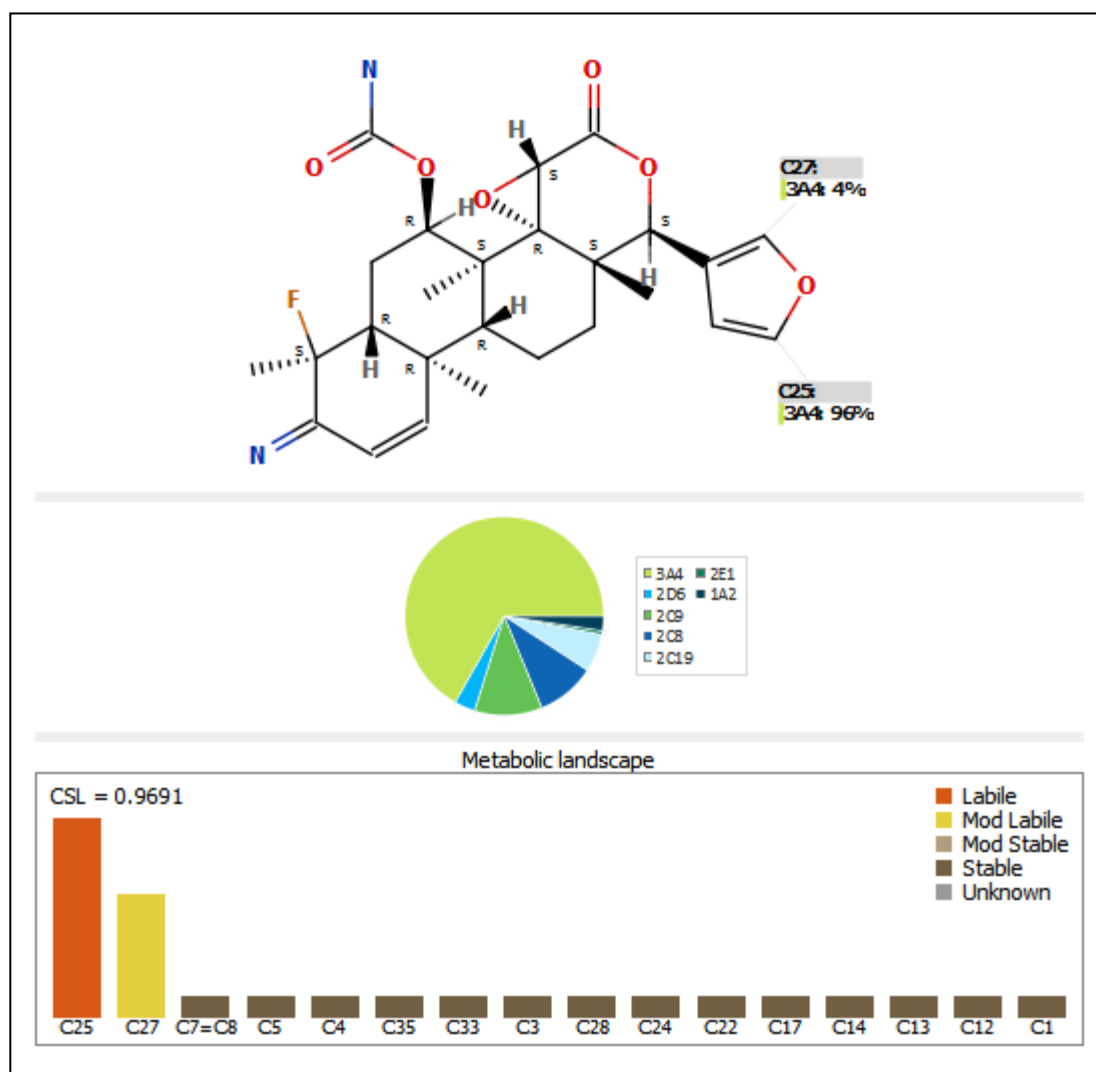 N
O
H
O
O
O
H
O
C27:
3A4: 4%
R
S
S
R
S
S
H
O
F
H
R
S
R
H
R
C25:
3A4: 96%
N
3A4
2E1
2D6
1A2
2C9
2C8
2C19
Metabolic landscape
CSL = 0.9691
Labile
Mod Labile
Mod Stable
Stable
Unknown
C25 C27 C7=C8 C5 C4 C35 C33 C3 C28 C24 C22 C17 C14 C13 C12 C1